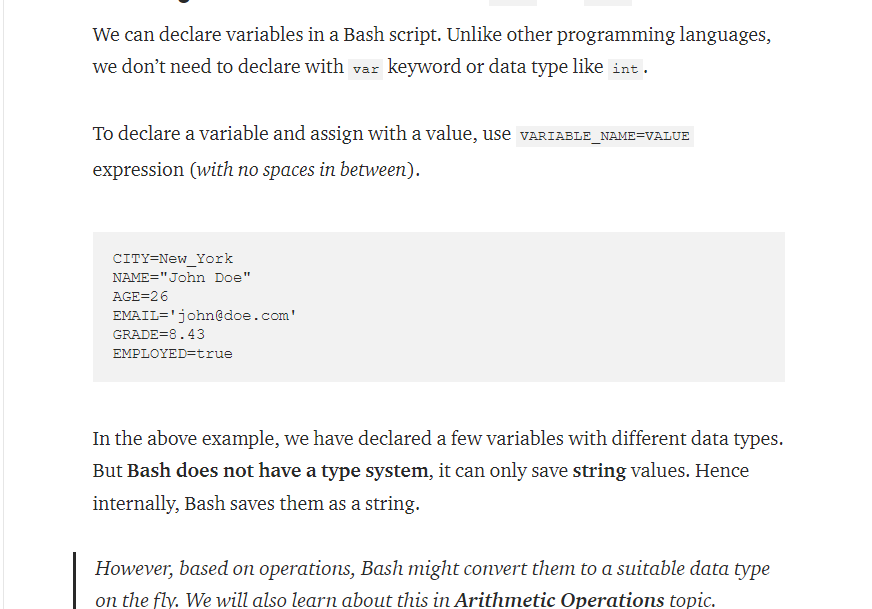 We can declare variables in a Bash script. Unlike other programming languages,
we don’t need to declare with var keyword or data type like int .
To declare a variable and assign with a value, use VARIABLE_NAME=VALUE
expression (with no spaces in between).
CITY=New_York
NAME="John Doe"
AGE=26
EMAIL='john@doe.com'
GRADE=8.43
EMPLOYED=true
In the above example, we have declared a few variables with different data types.
But Bash does not have a type system, it can only save string values. Hence
internally, Bash saves them as a string.
However, based on operations, Bash might convert them to a suitable data type
on the fly. We will also learn about this in Arithmetic Operations topic.